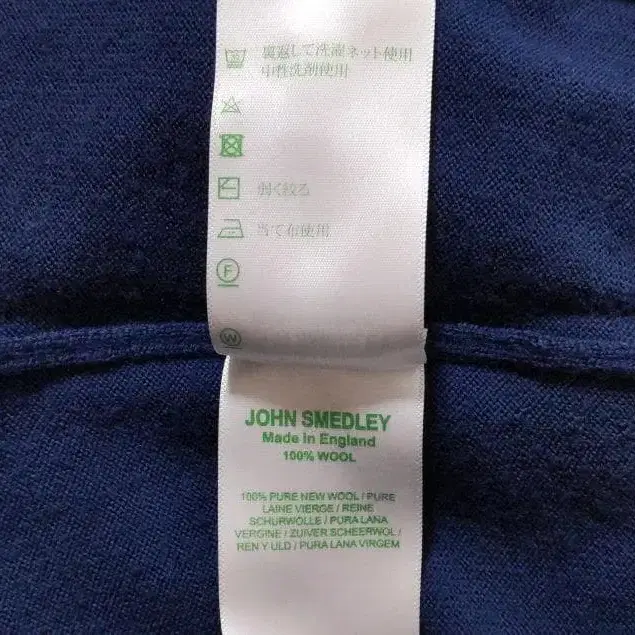 裏返して洗濯ネット使用
中性洗剤使用
弱く絞る
当て布使用
F
W
JOHN SMEDLEY
Made in England
100% WOOL
100% PURE NEW WOOL / PURE
LAINE VIERGE / REINE
SCHURWOLLE / PURA LANA
VERGINE / ZUIVER SCHEERWOL /
REN Y ULD / PURA LANA VIRGEM